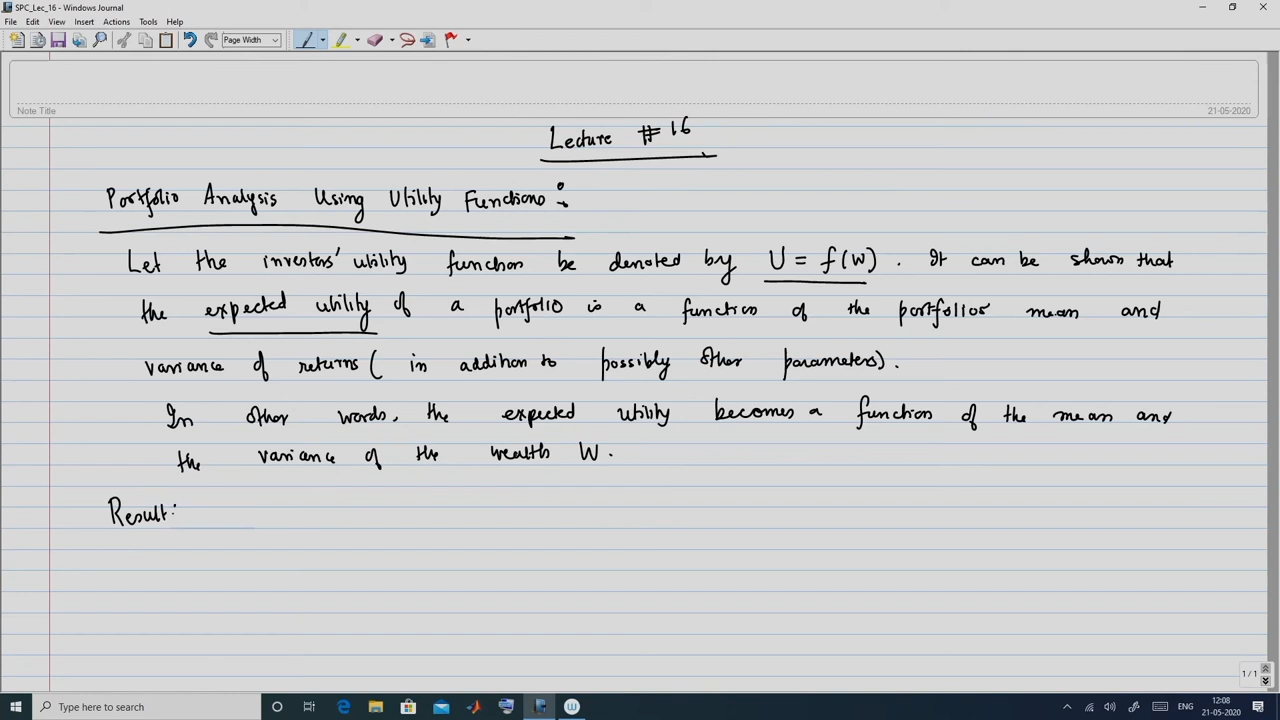 SPC_Lec_16 - Windows Journal
File Edit View Insert Actions Tools Help
Page Width
Note Title
21-05-2020
Lecture #16
Portfolio Analysis Using Utility Functions:
Let the investors' utility function be denoted by U = f(W). It can be shown that
the expected utility of a portfolio is a function of the portfolios mean and
variance of returns (in addition to possibly other parameters).
In other words, the expected utility becomes a function of the mean and
the variance of the wealth W.
Result:
1/1
Type here to search
ENG
12:08
21-05-2020